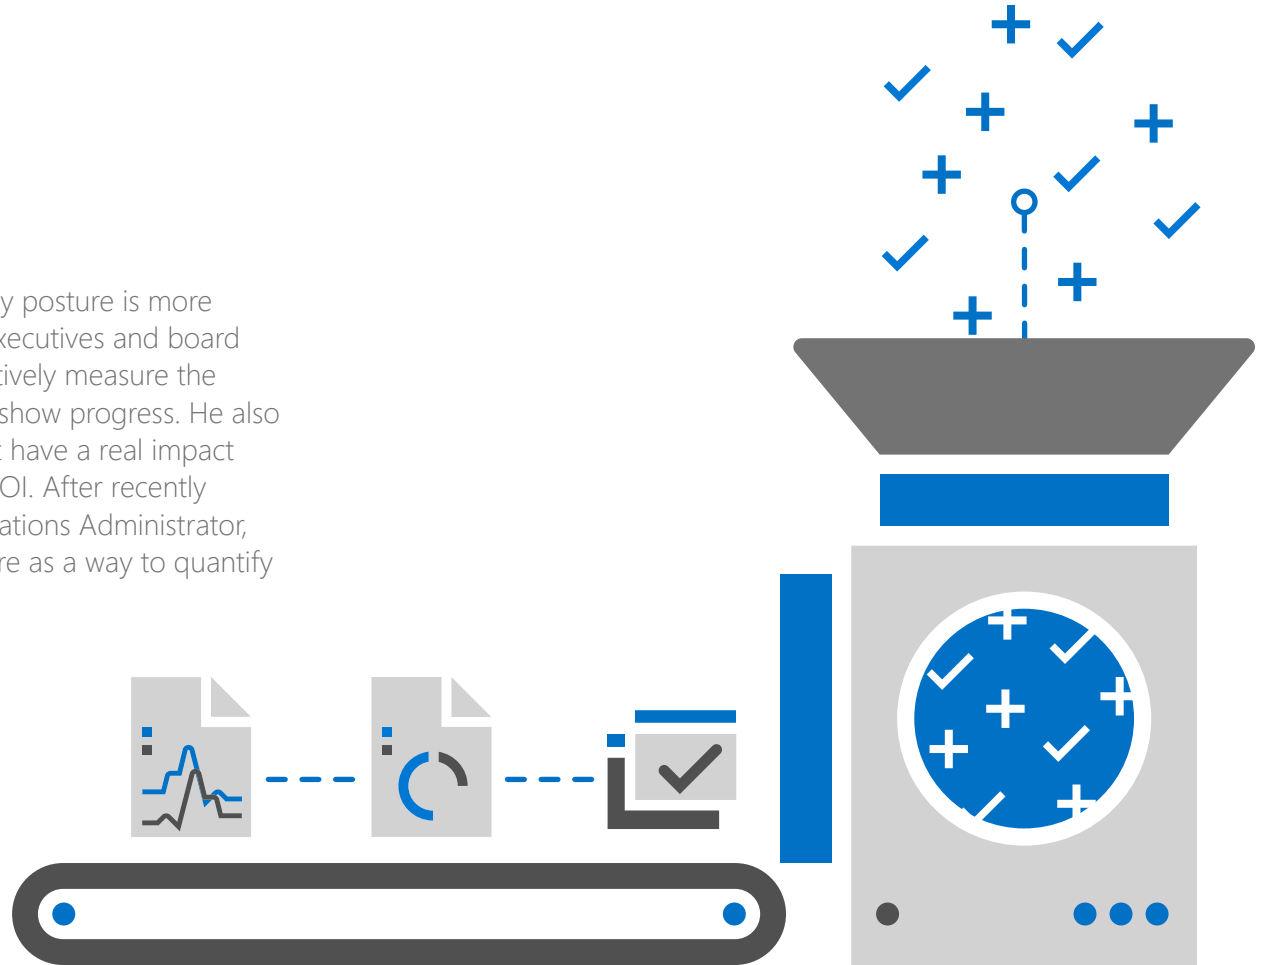 y posture is more
xecutives and board
tively measure the
show progress. He also
t have a real impact
OI. After recently
ations Administrator,
re as a way to quantify